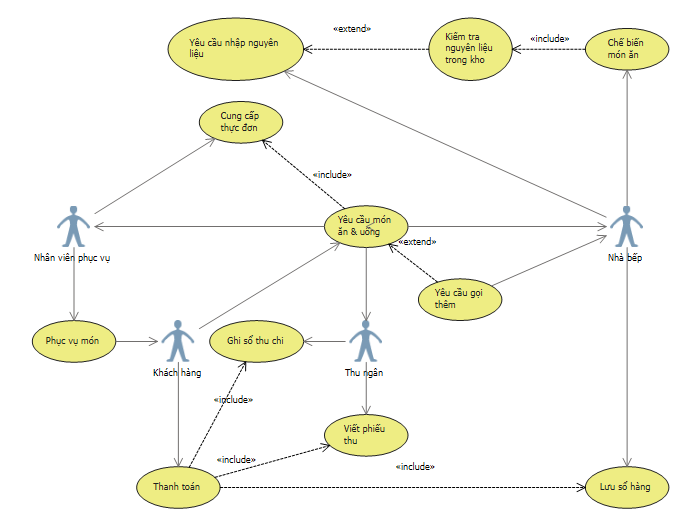 «extend»
Yêu cầu nhập nguyên
liệu
Kiểm tra
nguyên liệu
trong kho
«include»
Chế biến
món ăn
Cung cấp
thực đơn
«include»
Yêu cầu món
ăn & uống
Nhân viên phục vụ
«extend»
Nhà bếp
Yêu cầu gọi
thêm
Phục vụ món
Khách hàng
Ghi sổ thu chi
Thu ngân
«include»
Viết phiếu
thu
«include»
«include»
Thanh toán
Lưu sổ hàng